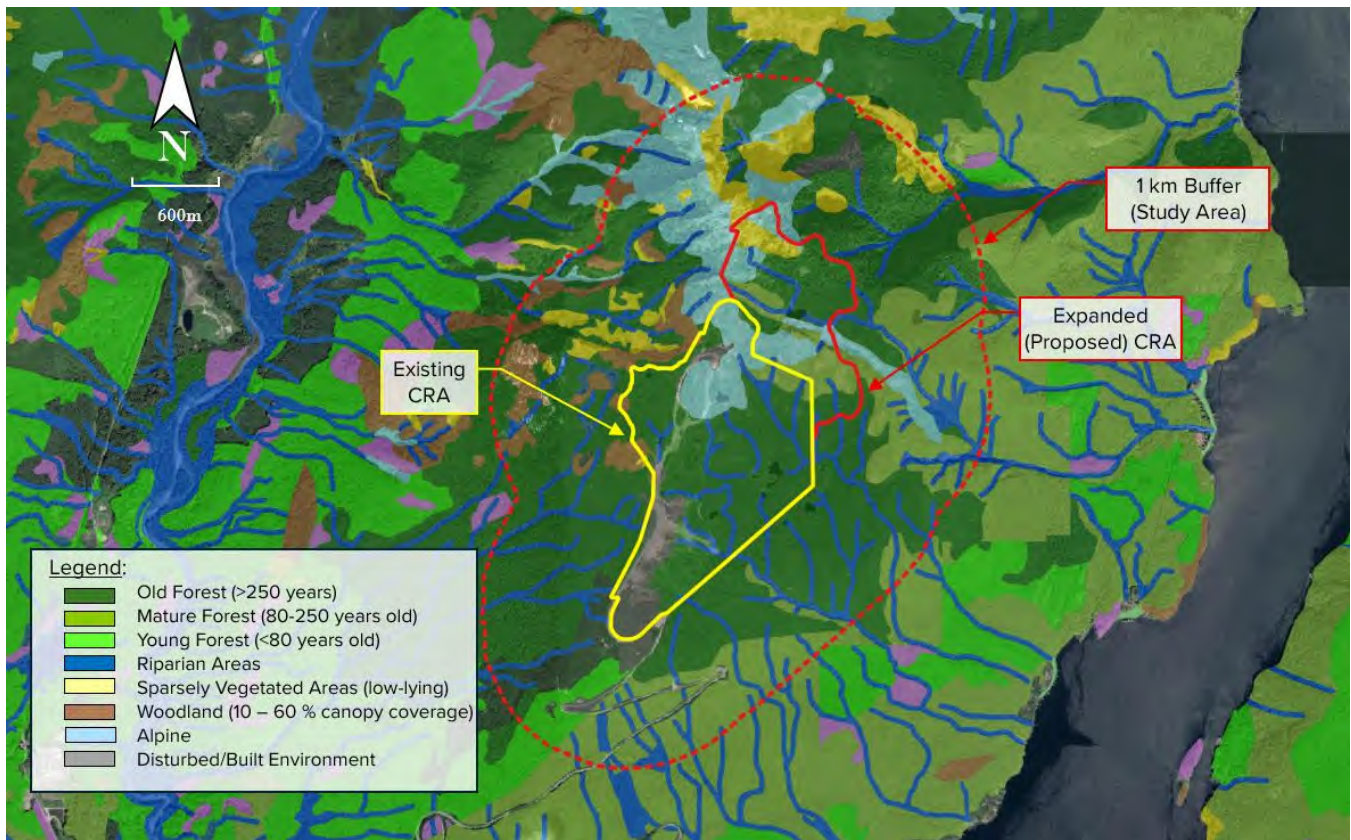 N
600m
1 km Buffer
(Study Area)
Expanded
(Proposed) CRA
Existing
CRA
Legend:
Old Forest (>250 years)
Mature Forest (80-250 years old)
Young Forest (<80 years old)
Riparian Areas
Sparsely Vegetated Areas (low-lying)
Woodland (10 – 60 % canopy coverage)
Alpine
Disturbed/Built Environment